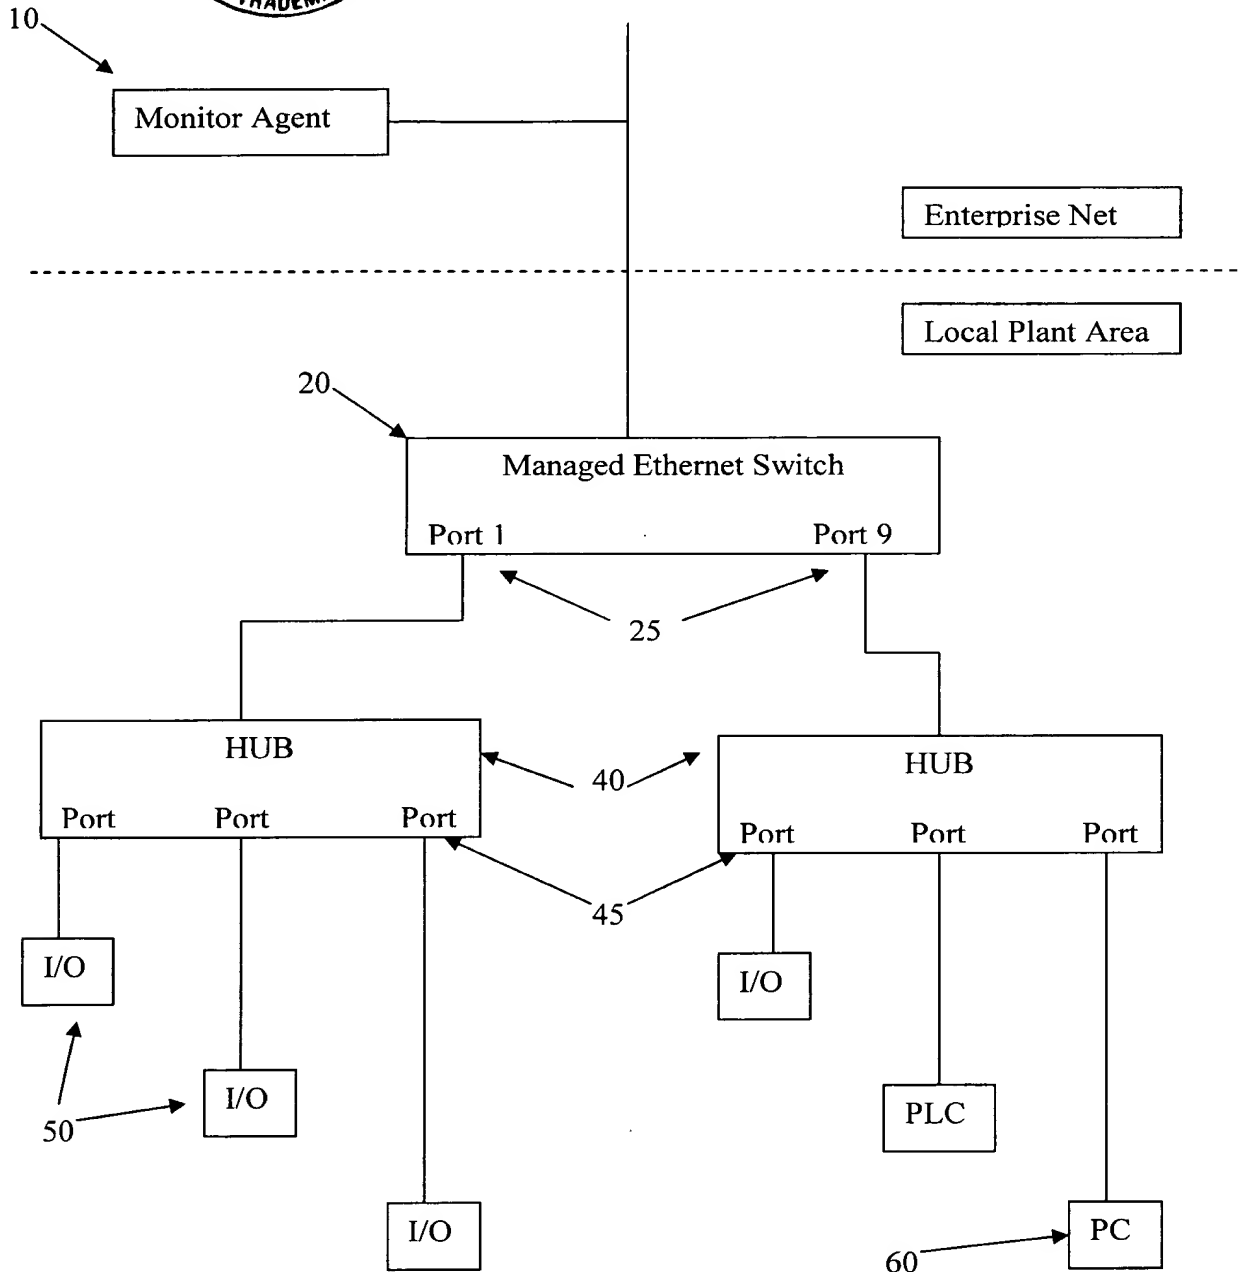 TRADEM
10
Monitor Agent
Enterprise Net
Local Plant Area
20
Managed Ethernet Switch
Port 1 Port 9
25
HUB
40
HUB
Port Port Port
Port Port Port
45
I/O
I/O
I/O
PLC
50
I/O
PC
60